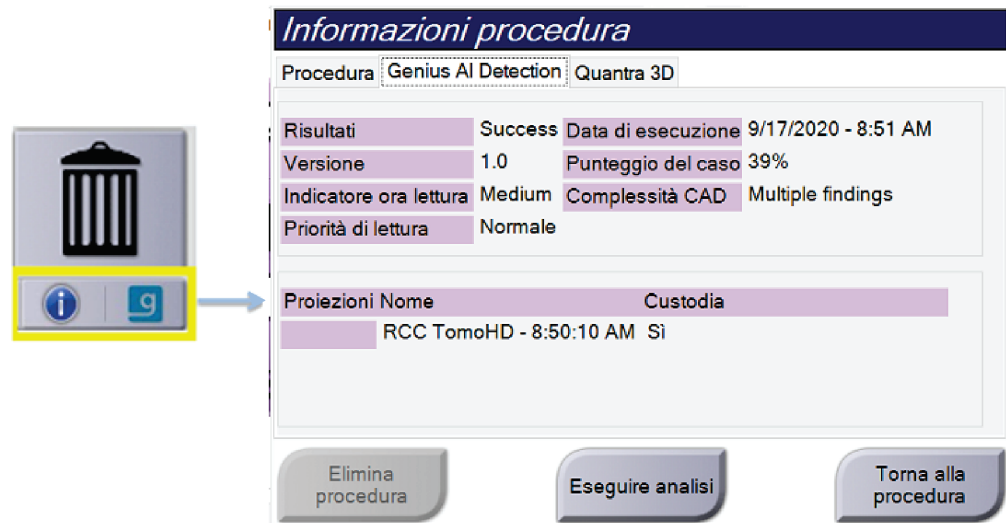 Informazioni procedura
Procedura Genius AI Detection Quantra 3D
Risultati Success Data di esecuzione 9/17/2020 - 8:51 AM
Versione 1.0 Punteggio del caso 39%
Indicatore ora lettura Medium Complessità CAD Multiple findings
Priorità di lettura Normale
i g
Proiezioni Nome Custodia
RCC TomoHD - 8:50:10 AM Sì
Elimina procedura
Eseguire analisi
Torna alla procedura